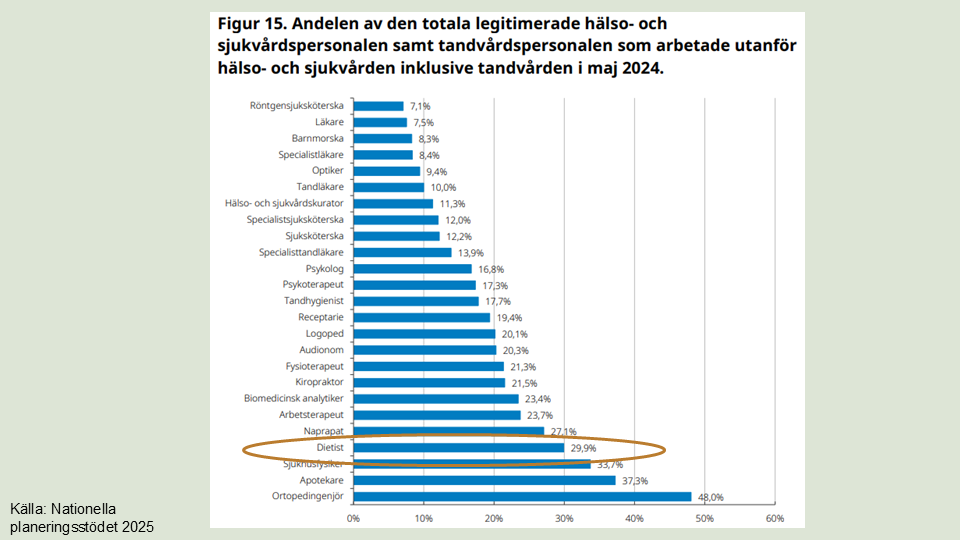 Figur 15. Andelen av den totala legitimerade hälso- och
sjukvårdspersonalen samt tandvårdspersonalen som arbetade utanför
hälso- och sjukvården inklusive tandvården i maj 2024.
Röntgensjuksköterska 7,1%
Läkare 7,5%
Barnmorska 8,3%
Specialistläkare 8,4%
Optiker 9,4%
Tandläkare 10,0%
Hälso- och sjukvårdskurator 11,3%
Specialistsjuksköterska 12,0%
Sjuksköterska 12,2%
Specialisttandläkare 13,9%
Psykolog 16,8%
Psykoterapeut 17,3%
Tandhygienist 17,7%
Receptarie 19,4%
Logoped 20,1%
Audionom 20,3%
Fysioterapeut 21,3%
Kiropraktor 21,5%
Biomedicinsk analytiker 23,4%
Arbetsterapeut 23,7%
Naprapat 27,1%
Dietist 29,9%
Sjukhusfysiker 33,7%
Apotekare 37,3%
Ortopedingenjör 48,0%
0% 10% 20% 30% 40% 50% 60%
Källa: Nationella
planeringsstödet 2025